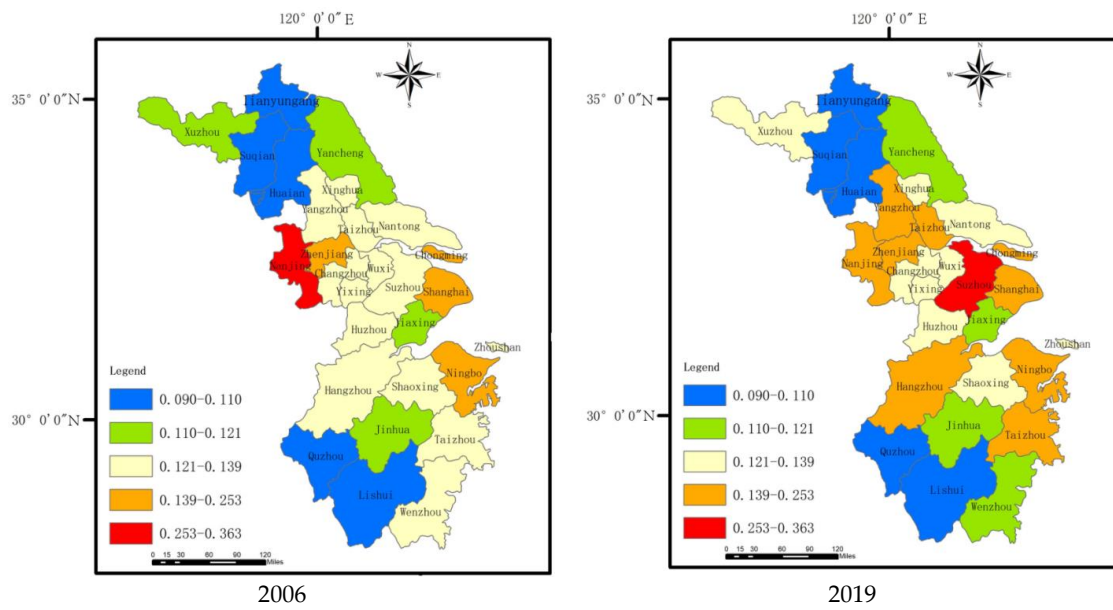 120° 0'0"E
N
W
E
S
35° 0'0"N
Lianyungang
Xuzhou
Suqian
Yancheng
Huaian
Xinghua
Yangzhou
Taizhou
Nantong
Zhenjiang
Nanjing
Chongming
Changzhou
Wuxi
Yixing
Suzhou
Shanghai
Jiaxing
Huzhou
Zhoushan
Ningbo
Hangzhou
Shaoxing
30° 0'0"N
Jinhua
Taizhou
Quzhou
Lishui
Wenzhou
Legend
0.090-0.110
0.110-0.121
0.121-0.139
0.139-0.253
0.253-0.363
0 15 30 60 90 120
Miles
2006
120° 0'0"E
N
W
E
S
35° 0'0"N
Lianyungang
Xuzhou
Suqian
Yancheng
Huaian
Xinghua
Yangzhou
Taizhou
Nantong
Zhenjiang
Nanjing
Chongming
Changzhou
Wuxi
Yixing
Suzhou
Shanghai
Jiaxing
Huzhou
Zhoushan
Ningbo
Hangzhou
Shaoxing
30° 0'0"N
Jinhua
Taizhou
Quzhou
Lishui
Wenzhou
Legend
0.090-0.110
0.110-0.121
0.121-0.139
0.139-0.253
0.253-0.363
0 15 30 60 90 120
Miles
2019